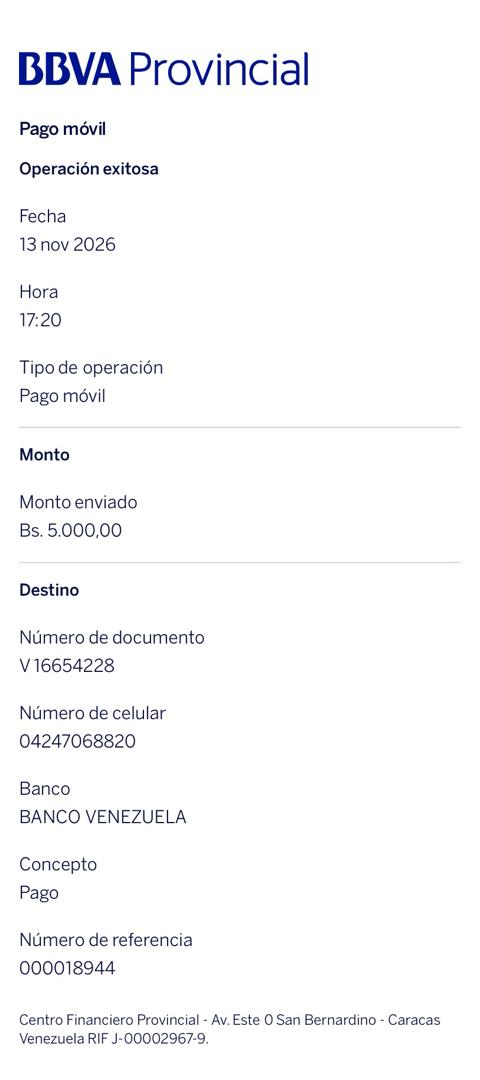 BBVA Provincial
Pago móvil
Operación exitosa
Fecha
13 nov 2026
Hora
17:20
Tipo de operación
Pago móvil
Monto
Monto enviado
Bs. 5.000,00
Destino
Número de documento
V 16654228
Número de celular
04247068820
Banco
BANCO VENEZUELA
Concepto
Pago
Número de referencia
000018944
Centro Financiero Provincial - Av. Este 0 San Bernardino - Caracas
Venezuela RIF J-00002967-9.